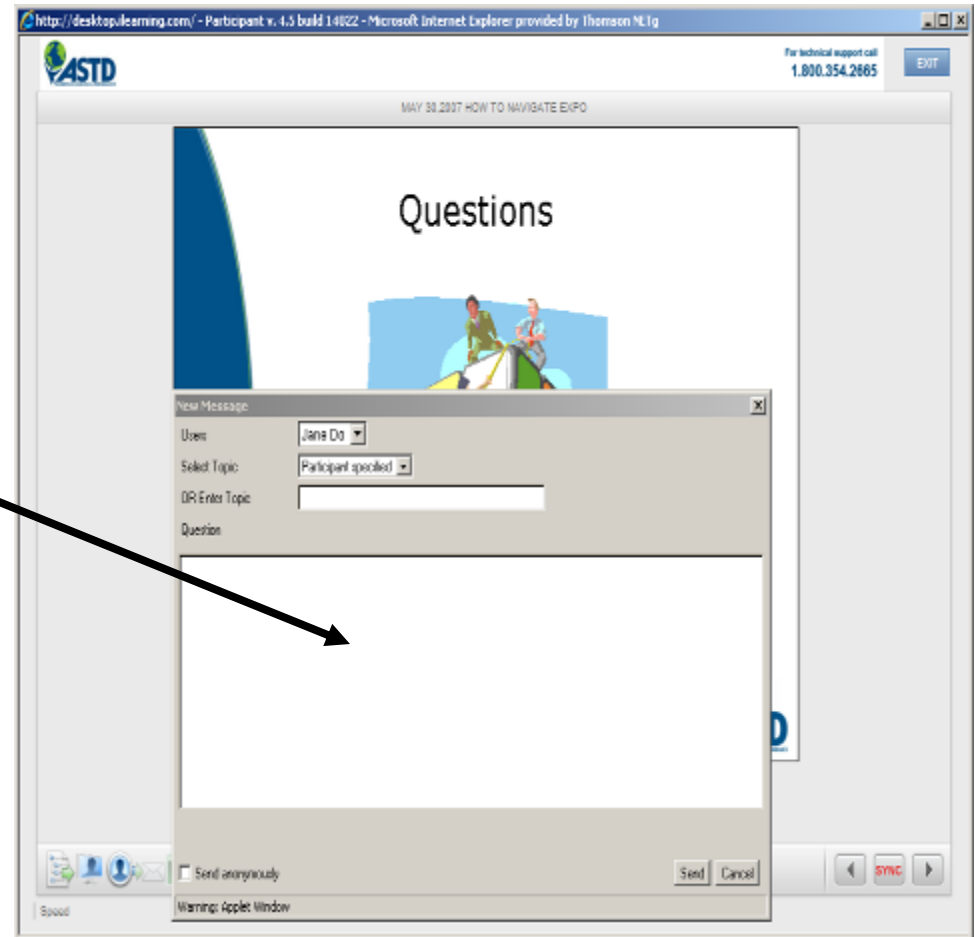 http://desktop.ilearning.com/ - Participant v. 4.5 build 14022 - Microsoft Internet Explorer provided by Thomson NETg
ASTD
For technical support call
1.800.354.2665
EXIT
MAY 30,2007 HOW TO NAVIGATE EXPO
Questions
New Message
X
Users
Jane Do
Select Topic
Participant specified
OR Enter Topic
Question
D
Send anonymously
Send
Cancel
SYNC
Speed
Warning: Applet Window